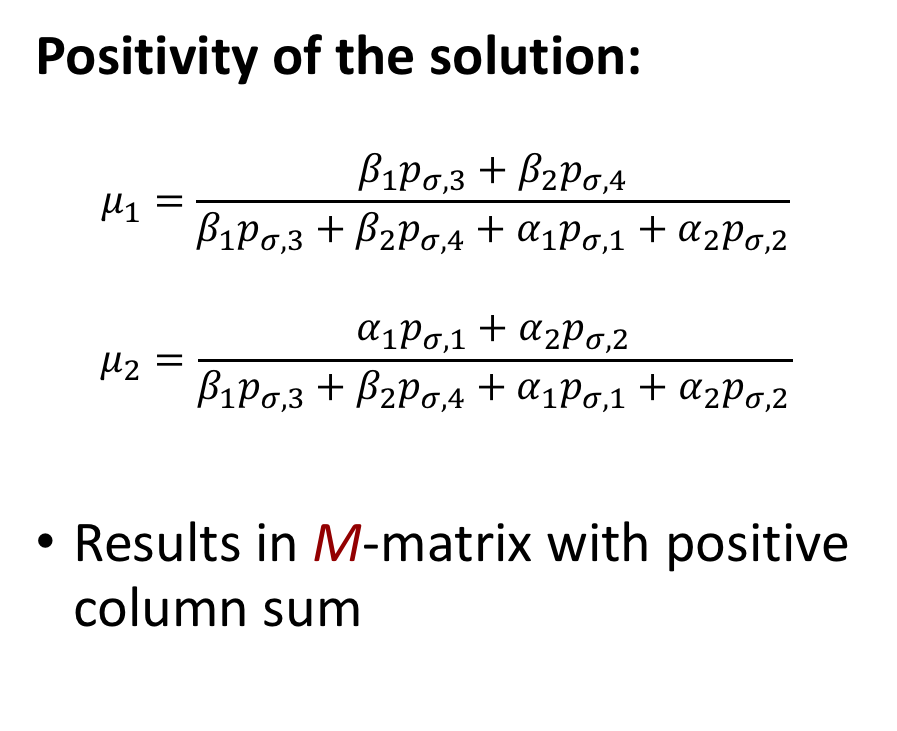 Positivity of the solution:
μ₁ = (β₁p_{σ,3} + β₂p_{σ,4}) / (β₁p_{σ,3} + β₂p_{σ,4} + α₁p_{σ,1} + α₂p_{σ,2})
μ₂ = (α₁p_{σ,1} + α₂p_{σ,2}) / (β₁p_{σ,3} + β₂p_{σ,4} + α₁p_{σ,1} + α₂p_{σ,2})
• Results in M-matrix with positive
column sum